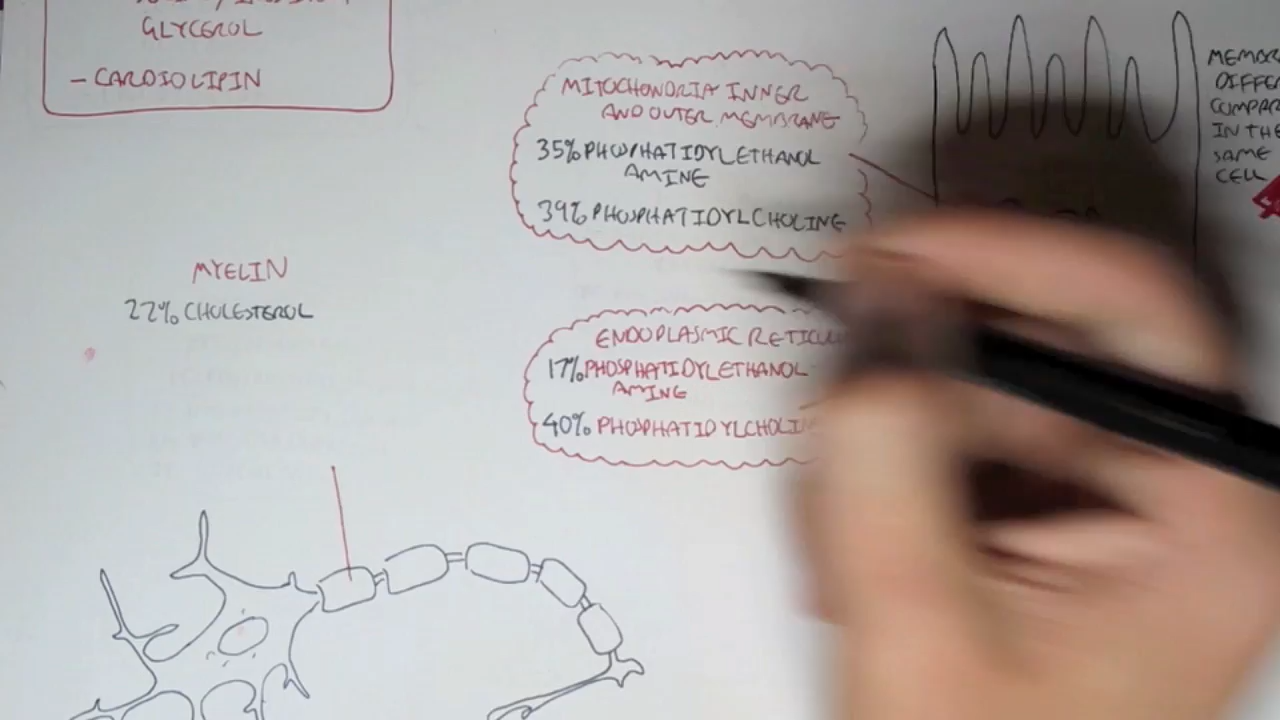 GLYCEROL
- CARDIOLIPIN
MITOCHONDRIA INNER
AND OUTER MEMBRANE
35% PHOSPHATIDYLETHANOL
AMINE
39% PHOSPHATIDYLCHOLINE
MYELIN
22% CHOLESTEROL
ENDOPLASMIC RETICUL
17% PHOSPHATIDYLETHANOL
AMINE
40% PHOSPHATIDYLCHOLIN
MEMBR
DIFFE
COMPAR
IN THE
SAME
CELL